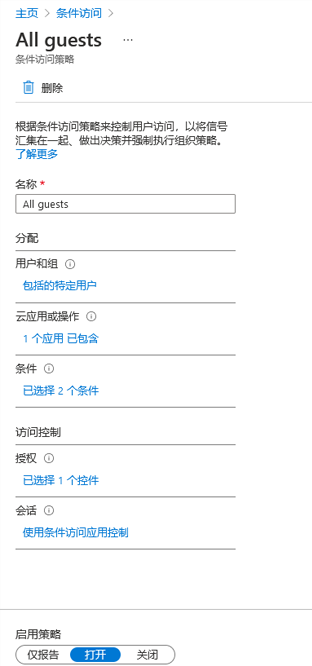 主页 > 条件访问 >
All guests ...
条件访问策略
删除
根据条件访问策略来控制用户访问，以将信号
汇集在一起、做出决策并强制执行组织策略。
了解更多
名称 *
All guests
分配
用户和组
包括的特定用户
云应用或操作
1 个应用 已包含
条件
已选择 2 个条件
访问控制
授权
已选择 1 个控件
会话
使用条件访问应用控制
启用策略
仅报告 打开 关闭